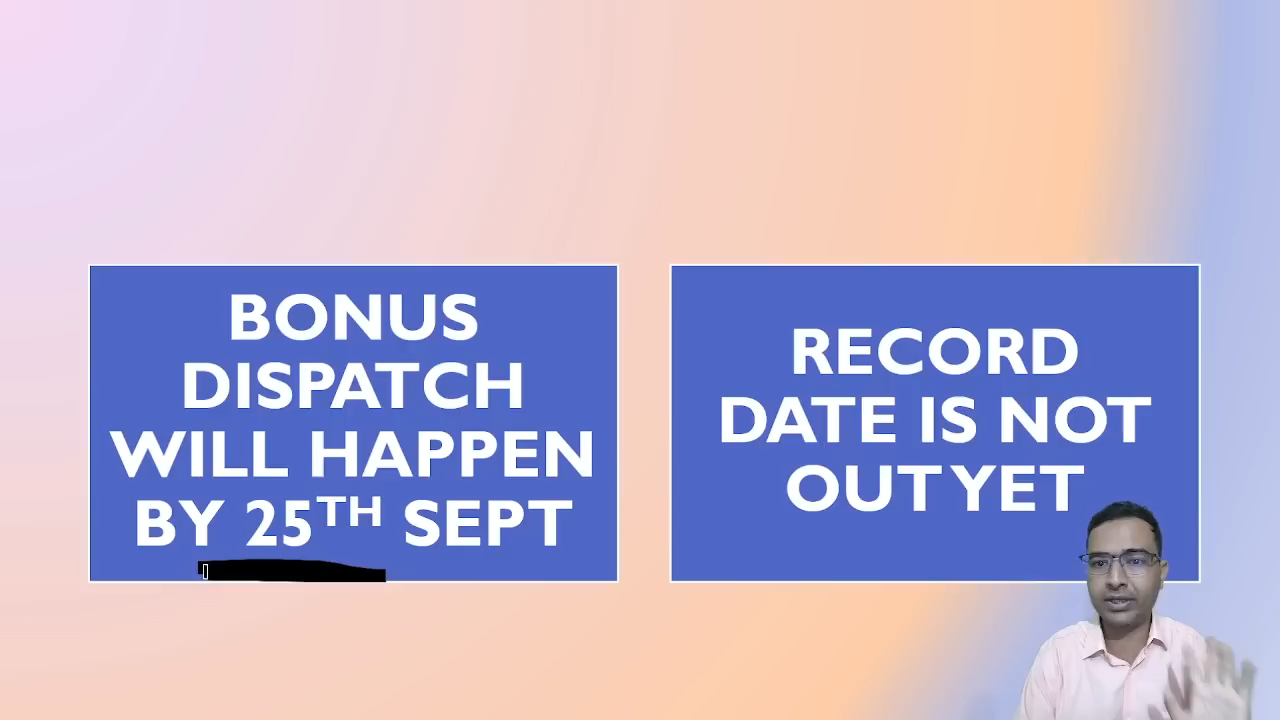 BONUS
DISPATCH
WILL HAPPEN
BY 25TH SEPT
RECORD
DATE IS NOT
OUT YET